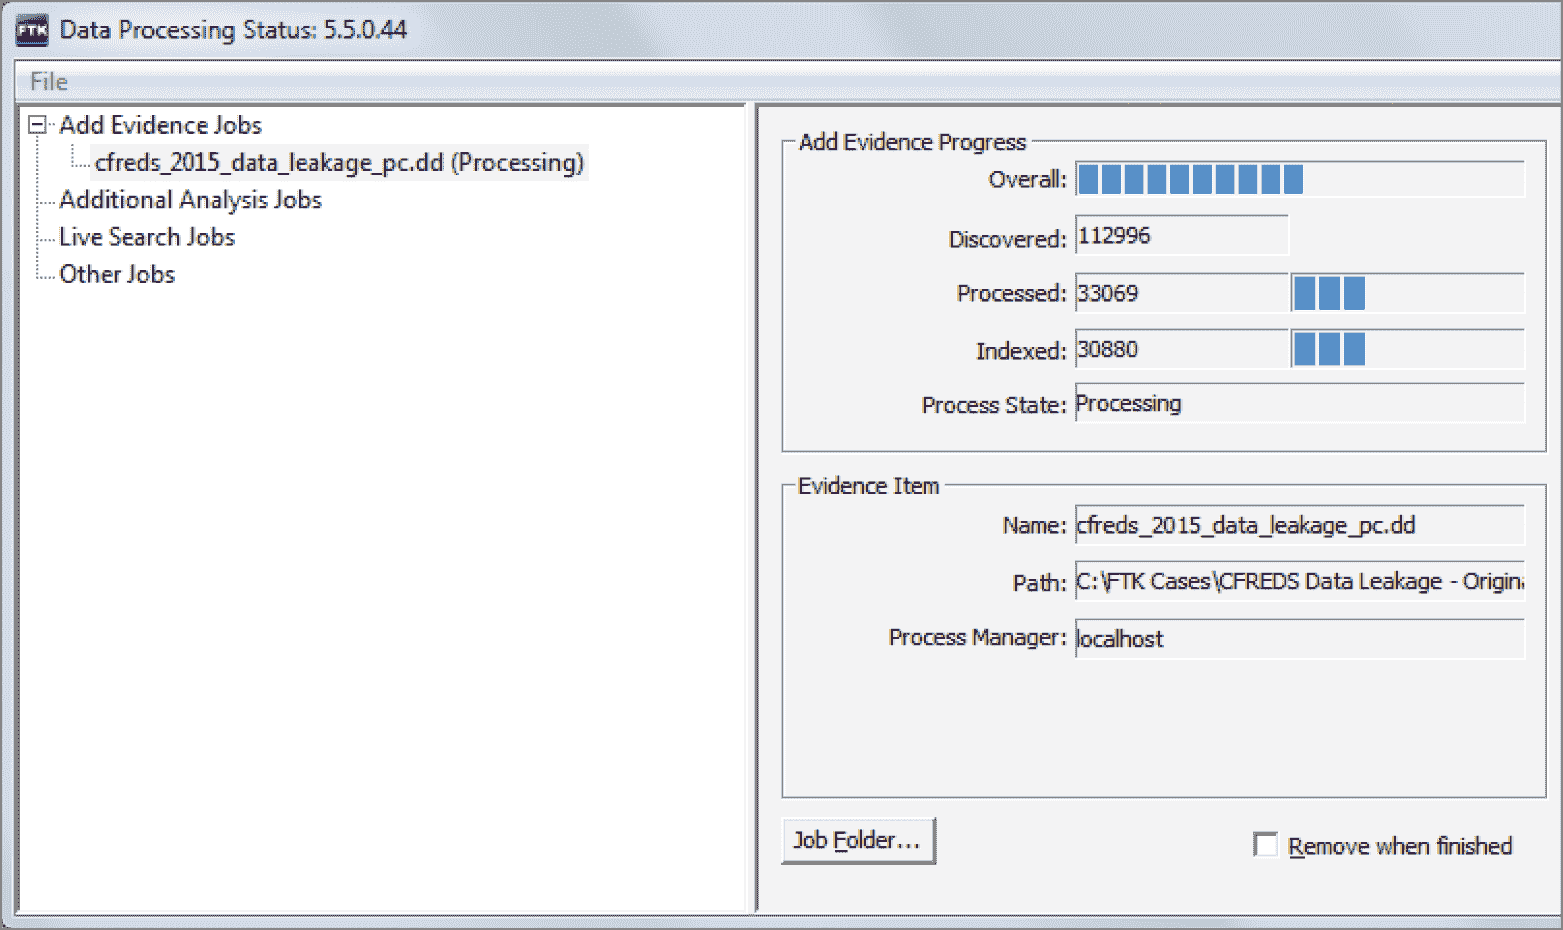 FTK Data Processing Status: 5.5.0.44
File
Add Evidence Jobs
cfreds_2015_data_leakage_pc.dd (Processing)
Additional Analysis Jobs
Live Search Jobs
Other Jobs
Add Evidence Progress
Overall:
Discovered: 112996
Processed: 33069
Indexed: 30880
Process State: Processing
Evidence Item
Name: cfreds_2015_data_leakage_pc.dd
Path: C:\FTK Cases\CFREDS Data Leakage - Origina
Process Manager: localhost
Job Folder...
Remove when finished